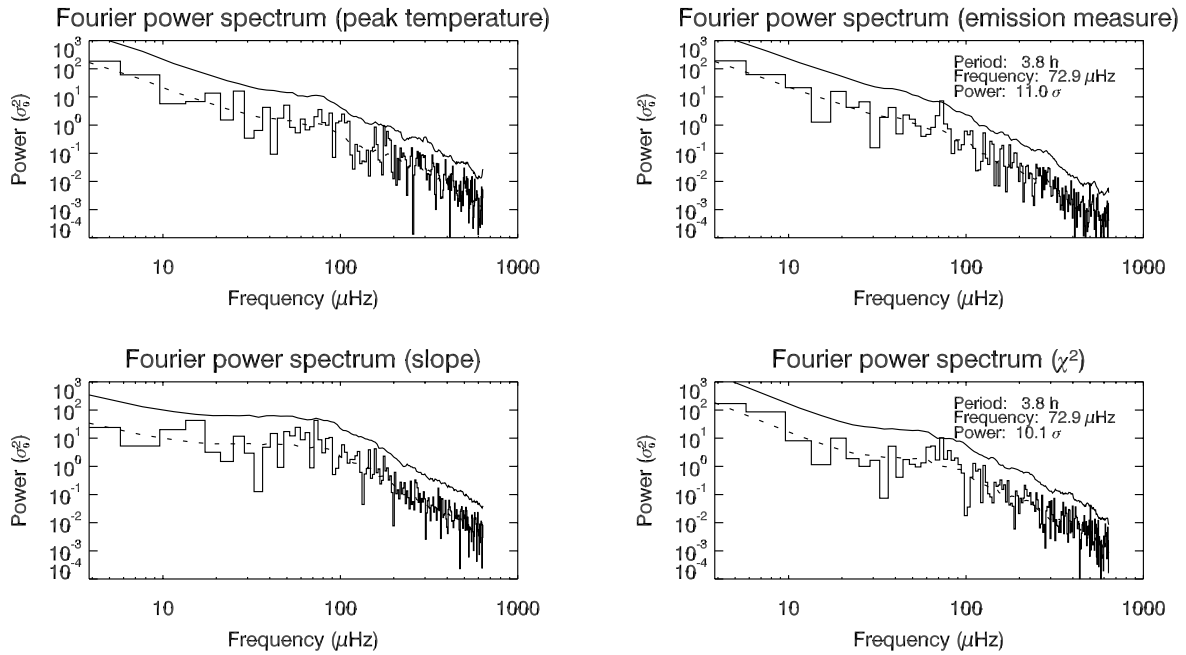 Fourier power spectrum (peak temperature)
Power (σ₀²)
10³
10²
10¹
10⁰
10⁻¹
10⁻²
10⁻³
10⁻⁴
10
100
1000
Frequency (μHz)
Fourier power spectrum (emission measure)
Period: 3.8 h
Frequency: 72.9 μHz
Power: 11.0 σ
Power (σ₀²)
10³
10²
10¹
10⁰
10⁻¹
10⁻²
10⁻³
10⁻⁴
10
100
1000
Frequency (μHz)
Fourier power spectrum (slope)
Power (σ₀²)
10³
10²
10¹
10⁰
10⁻¹
10⁻²
10⁻³
10⁻⁴
10
100
1000
Frequency (μHz)
Fourier power spectrum (χ²)
Period: 3.8 h
Frequency: 72.9 μHz
Power: 10.1 σ
Power (σ₀²)
10³
10²
10¹
10⁰
10⁻¹
10⁻²
10⁻³
10⁻⁴
10
100
1000
Frequency (μHz)